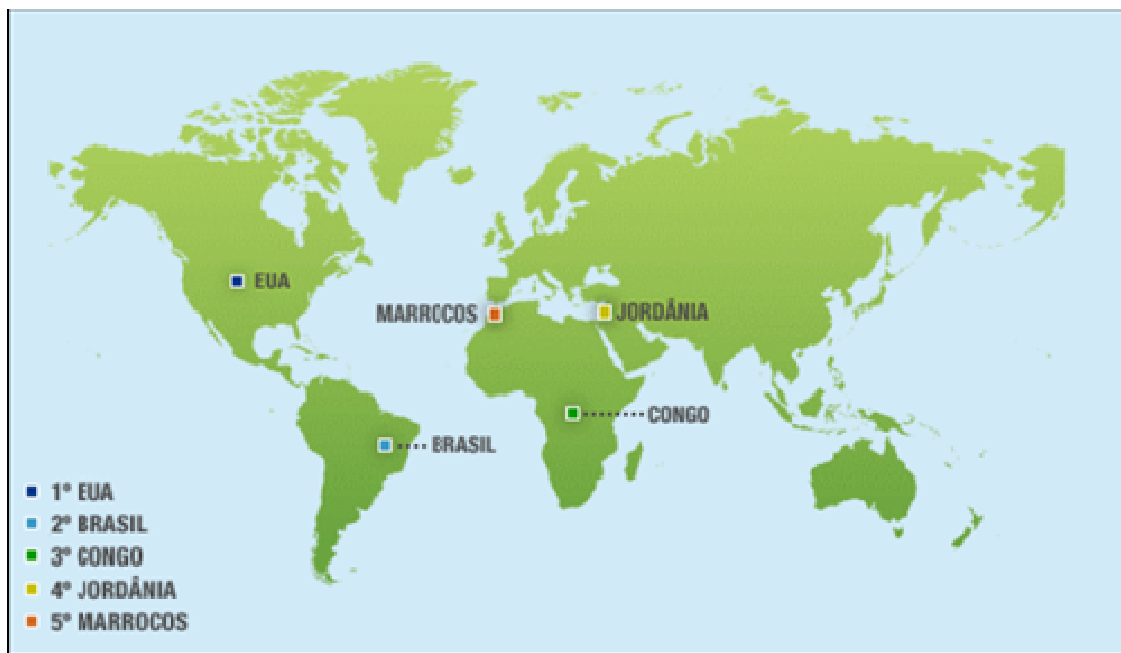 EUA
MARROCOS
JORDÂNIA
CONGO
BRASIL
1º EUA
2º BRASIL
3º CONGO
4º JORDÂNIA
5º MARROCOS